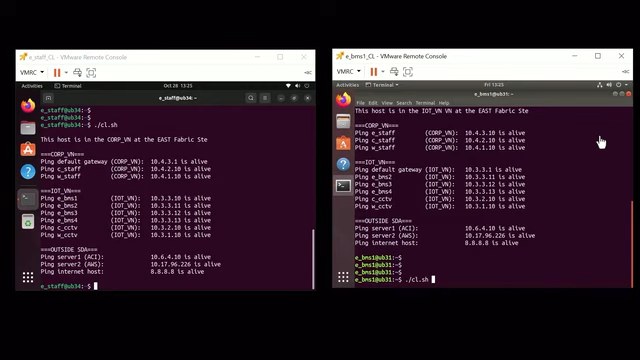 e_staff_CL - VMware Remote Console
VMRC
Activities
Terminal
Oct 28 13:25
e_staff@ub34:~
e_staff@ub34:~$
e_staff@ub34:~$
e_staff@ub34:~$ ./cl.sh
This host is in the CORP_VN at the EAST Fabric Ste
===CORP_VN===
Ping default gateway (CORP_VN): 10.4.3.1 is alive
Ping c_staff (CORP_VN): 10.4.2.10 is alive
Ping w_staff (CORP_VN): 10.4.1.10 is alive
===IOT_VN===
Ping e_bms1 (IOT_VN): 10.3.3.10 is alive
Ping e_bms2 (IOT_VN): 10.3.3.11 is alive
Ping e_bms3 (IOT_VN): 10.3.3.12 is alive
Ping e_bms4 (IOT_VN): 10.3.3.13 is alive
Ping c_cctv (IOT_VN): 10.3.2.10 is alive
Ping w_cctv (IOT_VN): 10.3.1.10 is alive
===OUTSIDE SDA===
Ping server1 (ACI): 10.6.4.10 is alive
Ping server2 (AWS): 10.17.96.226 is alive
Ping internet host: 8.8.8.8 is alive
e_staff@ub34:~$
e_bms1_CL - VMware Remote Console
VMRC
Activities
Terminal
Fri 13:25
e_bms1@ub31: ~
File Edit View Search Terminal Help
This host is in the IOT_VN VN at the EAST Fabric Ste
===CORP_VN===
Ping e_staff (CORP_VN): 10.4.3.10 is alive
Ping c_staff (CORP_VN): 10.4.2.10 is alive
Ping w_staff (CORP_VN): 10.4.1.10 is alive
===IOT_VN===
Ping default gateway (IOT_VN): 10.3.3.1 is alive
Ping e_bms2 (IOT_VN): 10.3.3.11 is alive
Ping e_bms3 (IOT_VN): 10.3.3.12 is alive
Ping e_bms4 (IOT_VN): 10.3.3.13 is alive
Ping c_cctv (IOT_VN): 10.3.2.10 is alive
Ping w_cctv (IOT_VN): 10.3.1.10 is alive
===OUTSIDE SDA===
Ping server1 (ACI): 10.6.4.10 is alive
Ping server2 (AWS): 10.17.96.226 is alive
Ping internet host: 8.8.8.8 is alive
e_bms1@ub31:~$
e_bms1@ub31:~$
e_bms1@ub31:~$
e_bms1@ub31:~$ ./cl.sh